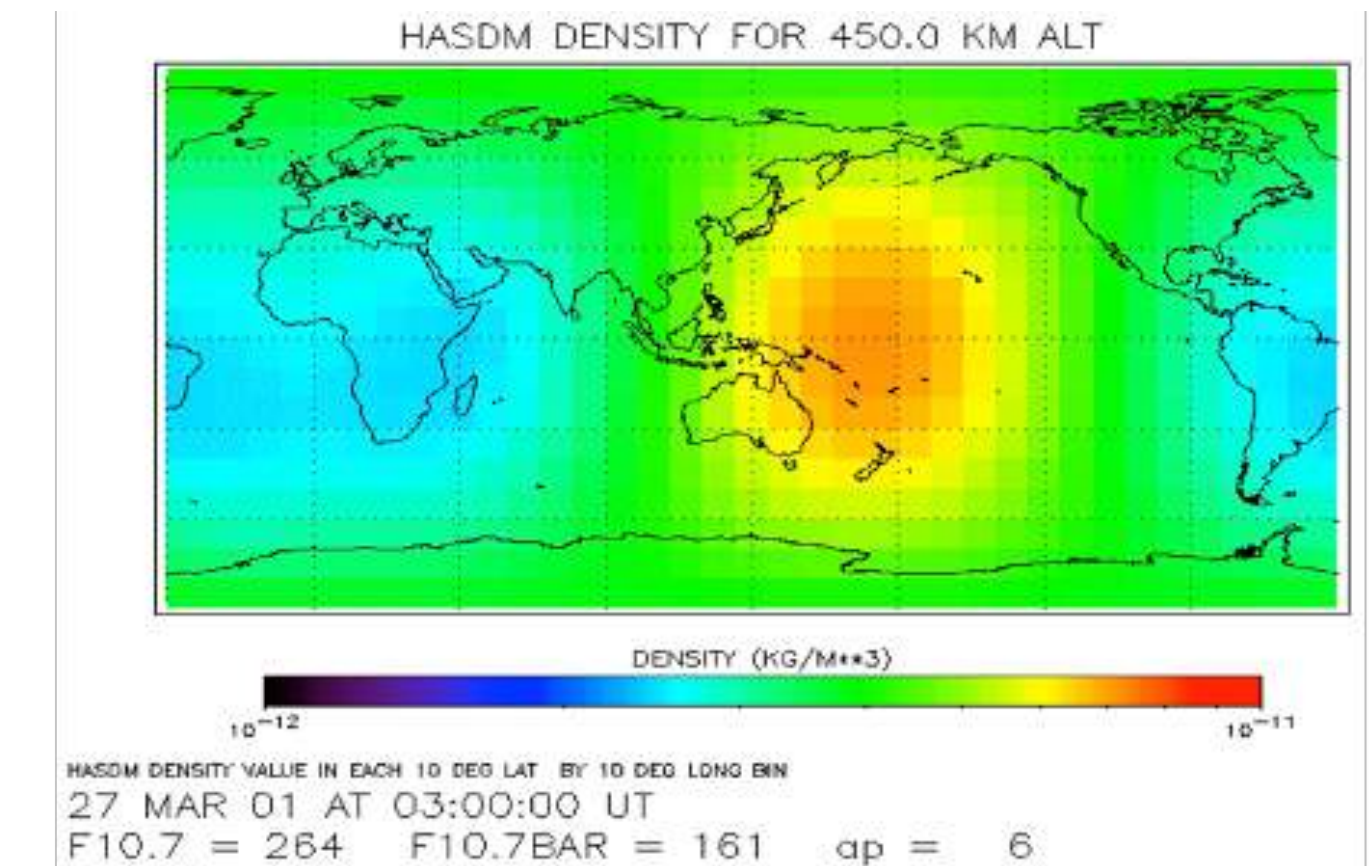 HASDM DENSITY FOR 450.0 KM ALT
DENSITY (KG/M**3)
10⁻¹² 10⁻¹¹
HASDM DENSITY VALUE IN EACH 10 DEG LAT BY 10 DEG LONG BIN
27 MAR 01 AT 03:00:00 UT
F10.7 = 264 F10.7BAR = 161 ap = 6